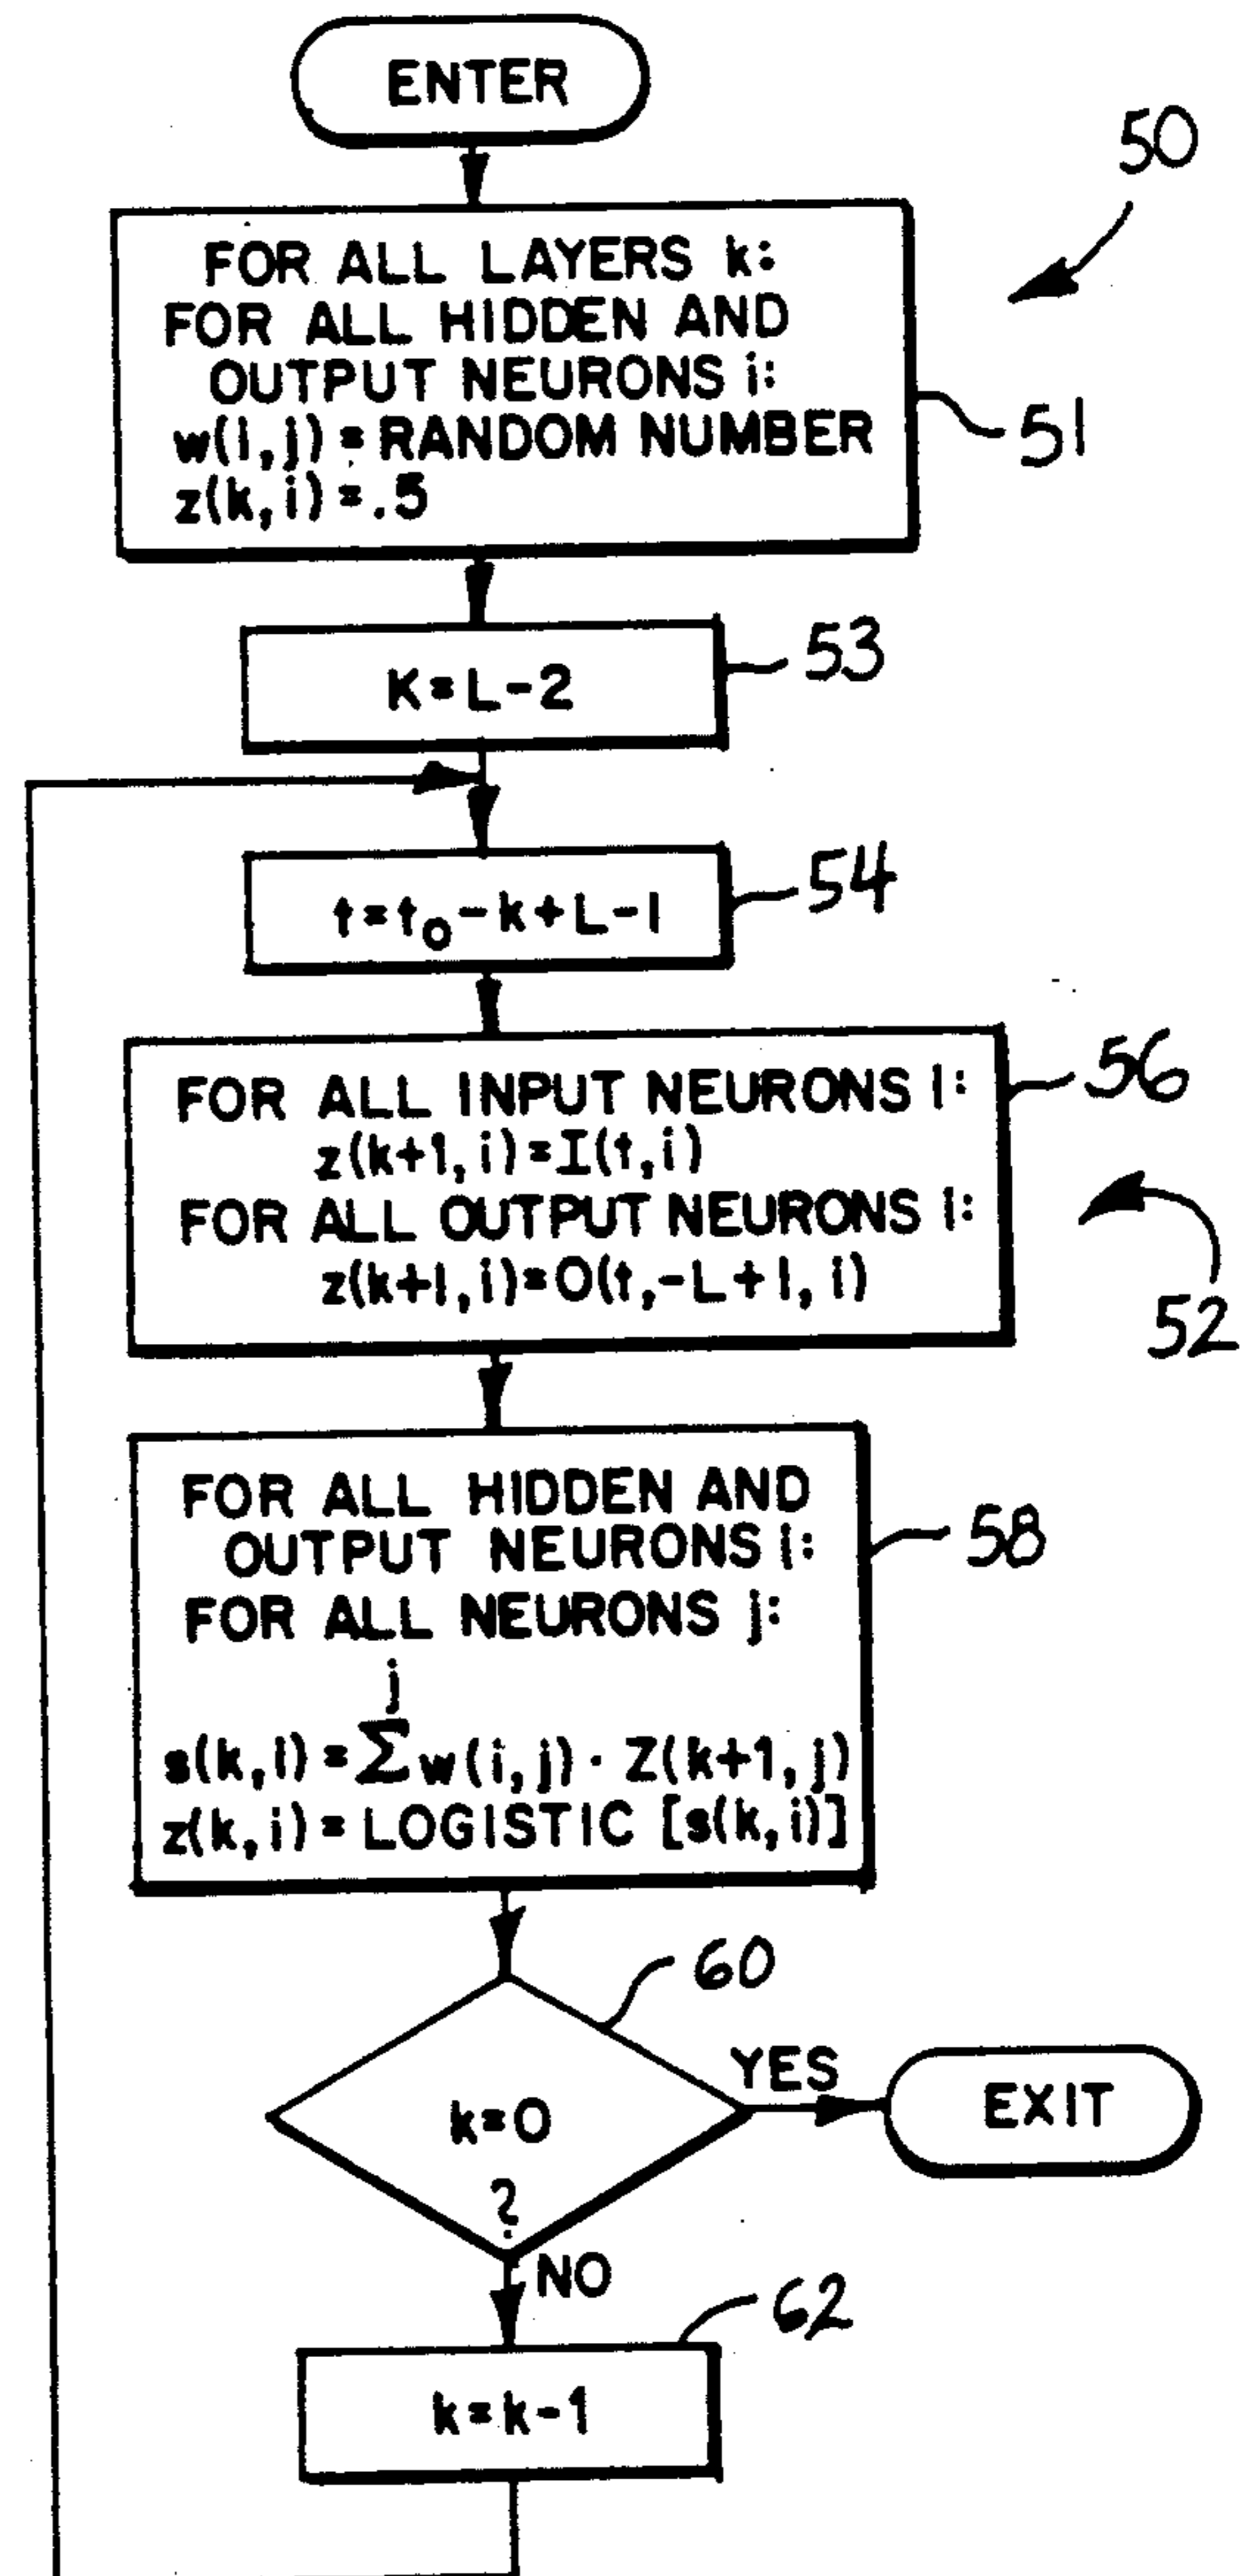 ENTER
50
FOR ALL LAYERS k:
FOR ALL HIDDEN AND
OUTPUT NEURONS i:
w(i,j) = RANDOM NUMBER
z(k,i) = .5
51
K=L-2
53
t=t₀-k+L-1
54
FOR ALL INPUT NEURONS i:
z(k+1,i)=I(t,i)
FOR ALL OUTPUT NEURONS i:
z(k+1,i)=O(t,-L+1,i)
56
52
FOR ALL HIDDEN AND
OUTPUT NEURONS i:
FOR ALL NEURONS j:
j
s(k,i) = Σ w(i,j) · Z(k+1,j)
z(k,i) = LOGISTIC [s(k,i)]
58
60
k=0
?
YES
EXIT
NO
62
k=k-1